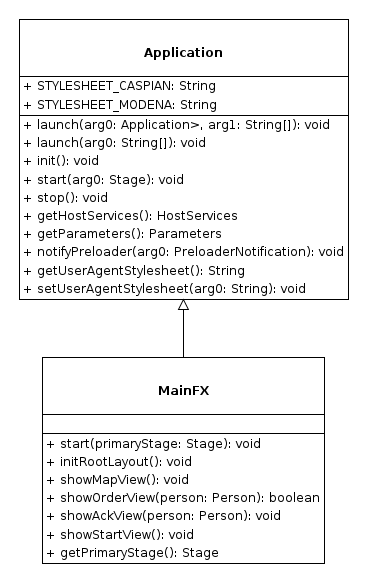 Application
+ STYLESHEET_CASPIAN: String
+ STYLESHEET_MODENA: String
+ launch(arg0: Application>, arg1: String[]): void
+ launch(arg0: String[]): void
+ init(): void
+ start(arg0: Stage): void
+ stop(): void
+ getHostServices(): HostServices
+ getParameters(): Parameters
+ notifyPreloader(arg0: PreloaderNotification): void
+ getUserAgentStylesheet(): String
+ setUserAgentStylesheet(arg0: String): void
MainFX
+ start(primaryStage: Stage): void
+ initRootLayout(): void
+ showMapView(): void
+ showOrderView(person: Person): boolean
+ showAckView(person: Person): void
+ showStartView(): void
+ getPrimaryStage(): Stage